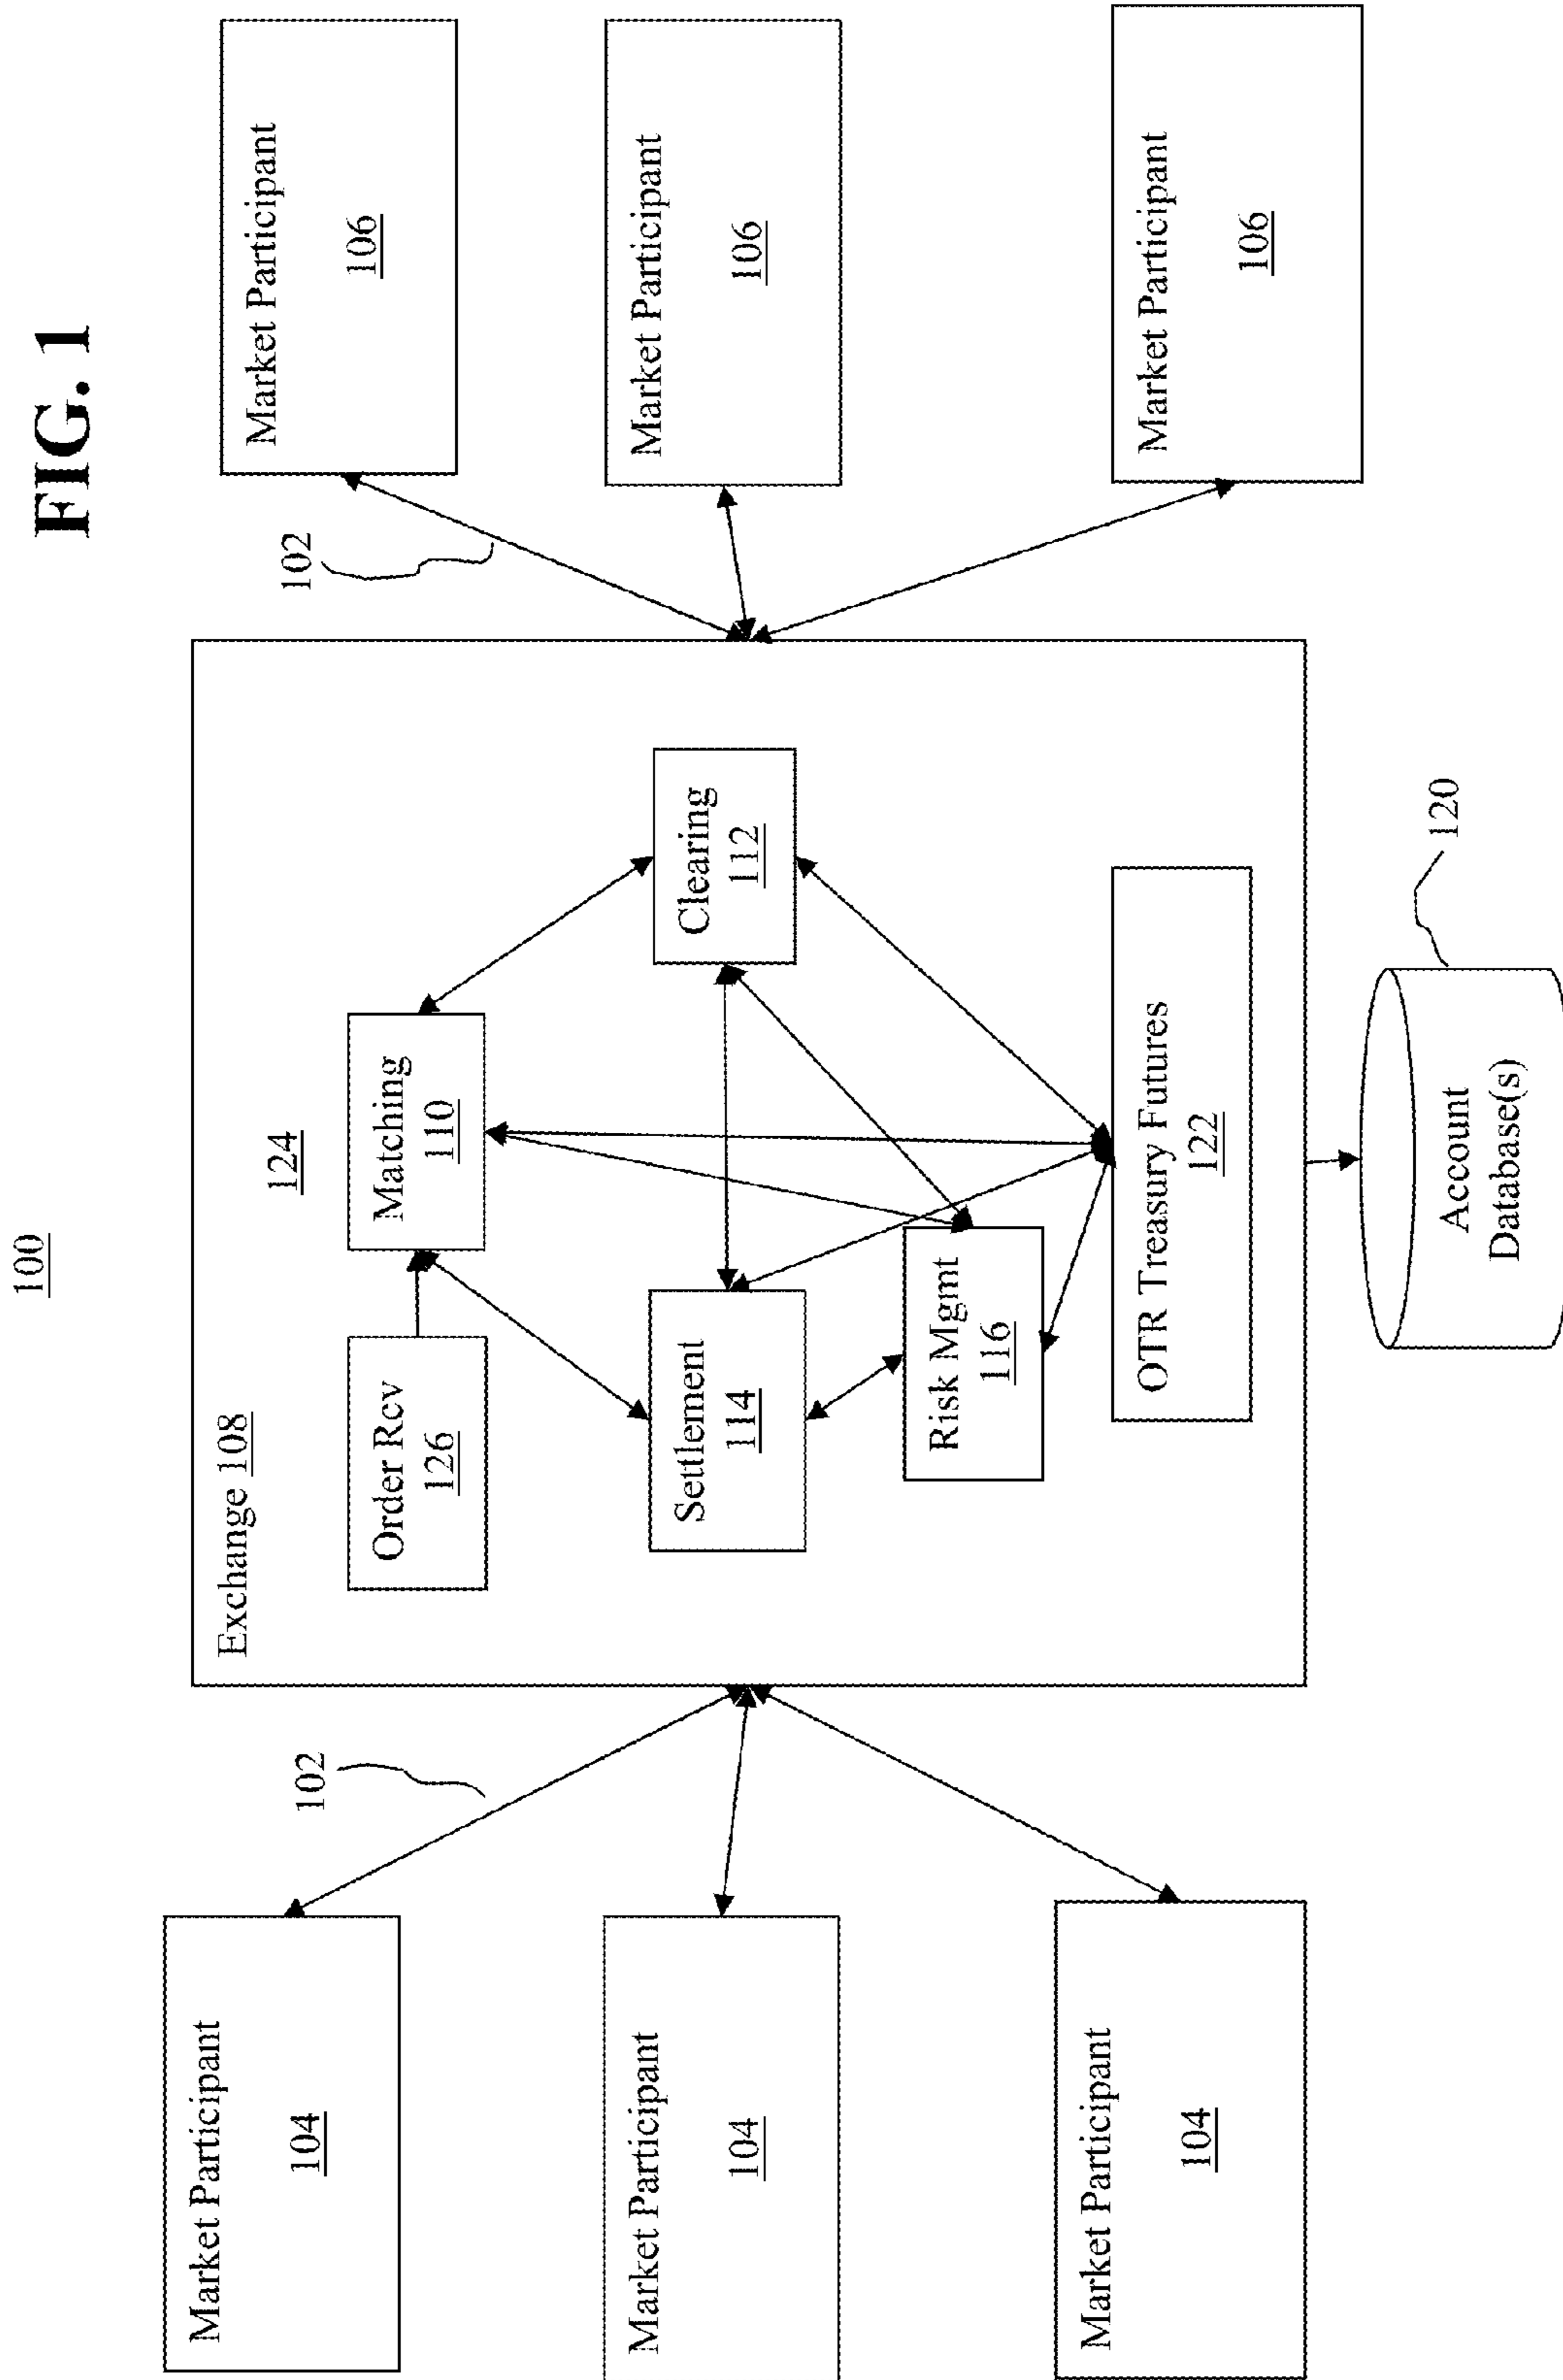 100
FIG. 1
Market Participant
104
Market Participant
104
Market Participant
104
102
Exchange 108
124
Order Rcv
126
Matching
110
Settlement
114
Clearing
112
Risk Mgmt
116
OTR Treasury Futures
122
Account
Database(s)
120
102
Market Participant
106
Market Participant
106
Market Participant
106